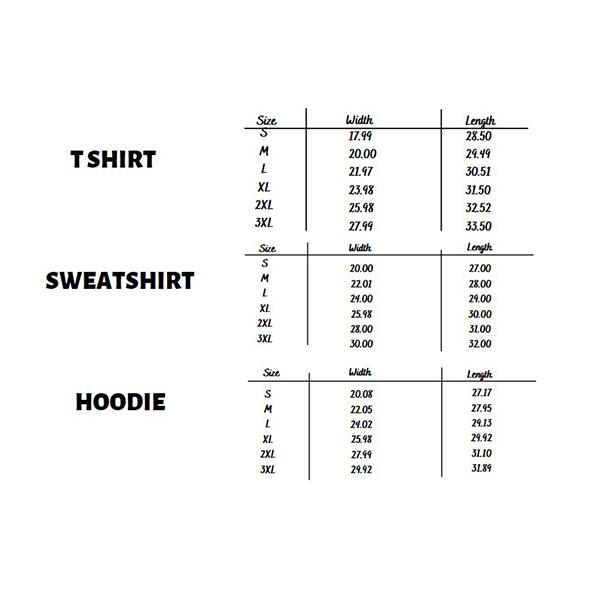 T SHIRT
Size Width Length
S 17.99 28.50
M 20.00 29.49
L 21.97 30.51
XL 23.98 31.50
2XL 25.98 32.52
3XL 27.99 33.50
SWEATSHIRT
Size Width Length
S 20.00 27.00
M 22.01 28.00
L 24.00 29.00
XL 25.98 30.00
2XL 28.00 31.00
3XL 30.00 32.00
HOODIE
Size Width Length
S 20.08 27.17
M 22.05 27.95
L 24.02 29.13
XL 25.98 29.92
2XL 27.99 31.10
3XL 29.92 31.89